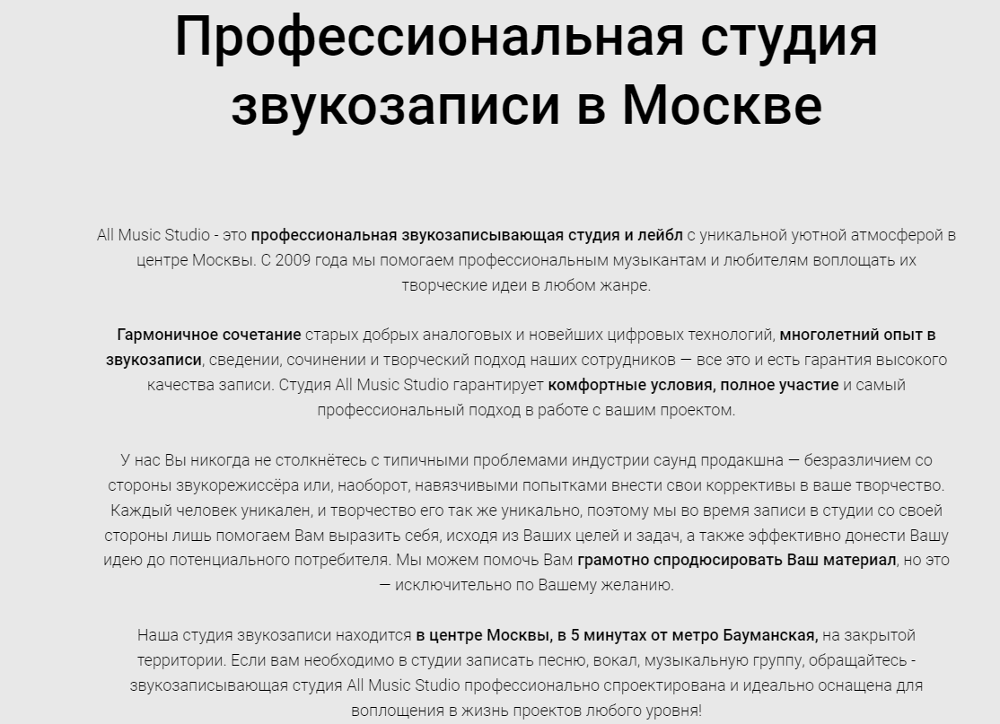 Профессиональная студия
звукозаписи в Москве
All Music Studio - это профессиональная звукозаписывающая студия и лейбл с уникальной уютной атмосферой в
центре Москвы. С 2009 года мы помогаем профессиональным музыкантам и любителям воплощать их
творческие идеи в любом жанре.
Гармоничное сочетание старых добрых аналоговых и новейших цифровых технологий, многолетний опыт в
звукозаписи, сведении, сочинении и творческий подход наших сотрудников — все это и есть гарантия высокого
качества записи. Студия All Music Studio гарантирует комфортные условия, полное участие и самый
профессиональный подход в работе с вашим проектом.
У нас Вы никогда не столкнётесь с типичными проблемами индустрии саунд продакшна — безразличием со
стороны звукорежиссёра или, наоборот, навязчивыми попытками внести свои коррективы в ваше творчество.
Каждый человек уникален, и творчество его так же уникально, поэтому мы во время записи в студии со своей
стороны лишь помогаем Вам выразить себя, исходя из Ваших целей и задач, а также эффективно донести Вашу
идею до потенциального потребителя. Мы можем помочь Вам грамотно спродюсировать Ваш материал, но это
— исключительно по Вашему желанию.
Наша студия звукозаписи находится в центре Москвы, в 5 минутах от метро Бауманская, на закрытой
территории. Если вам необходимо в студии записать песню, вокал, музыкальную группу, обращайтесь -
звукозаписывающая студия All Music Studio профессионально спроектирована и идеально оснащена для
воплощения в жизнь проектов любого уровня!